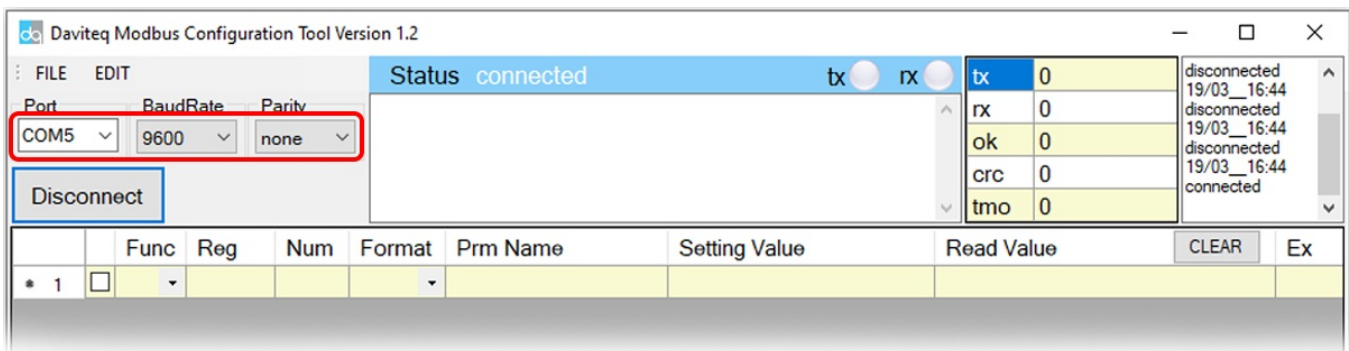 dq Daviteq Modbus Configuration Tool Version 1.2
FILE EDIT
Port BaudRate Parity
COM5 9600 none
Disconnect
Status connected tx rx
tx 0
rx 0
ok 0
crc 0
tmo 0
disconnected
19/03__16:44
disconnected
19/03__16:44
disconnected
19/03__16:44
connected
Func Reg Num Format Prm Name Setting Value Read Value CLEAR Ex
* 1